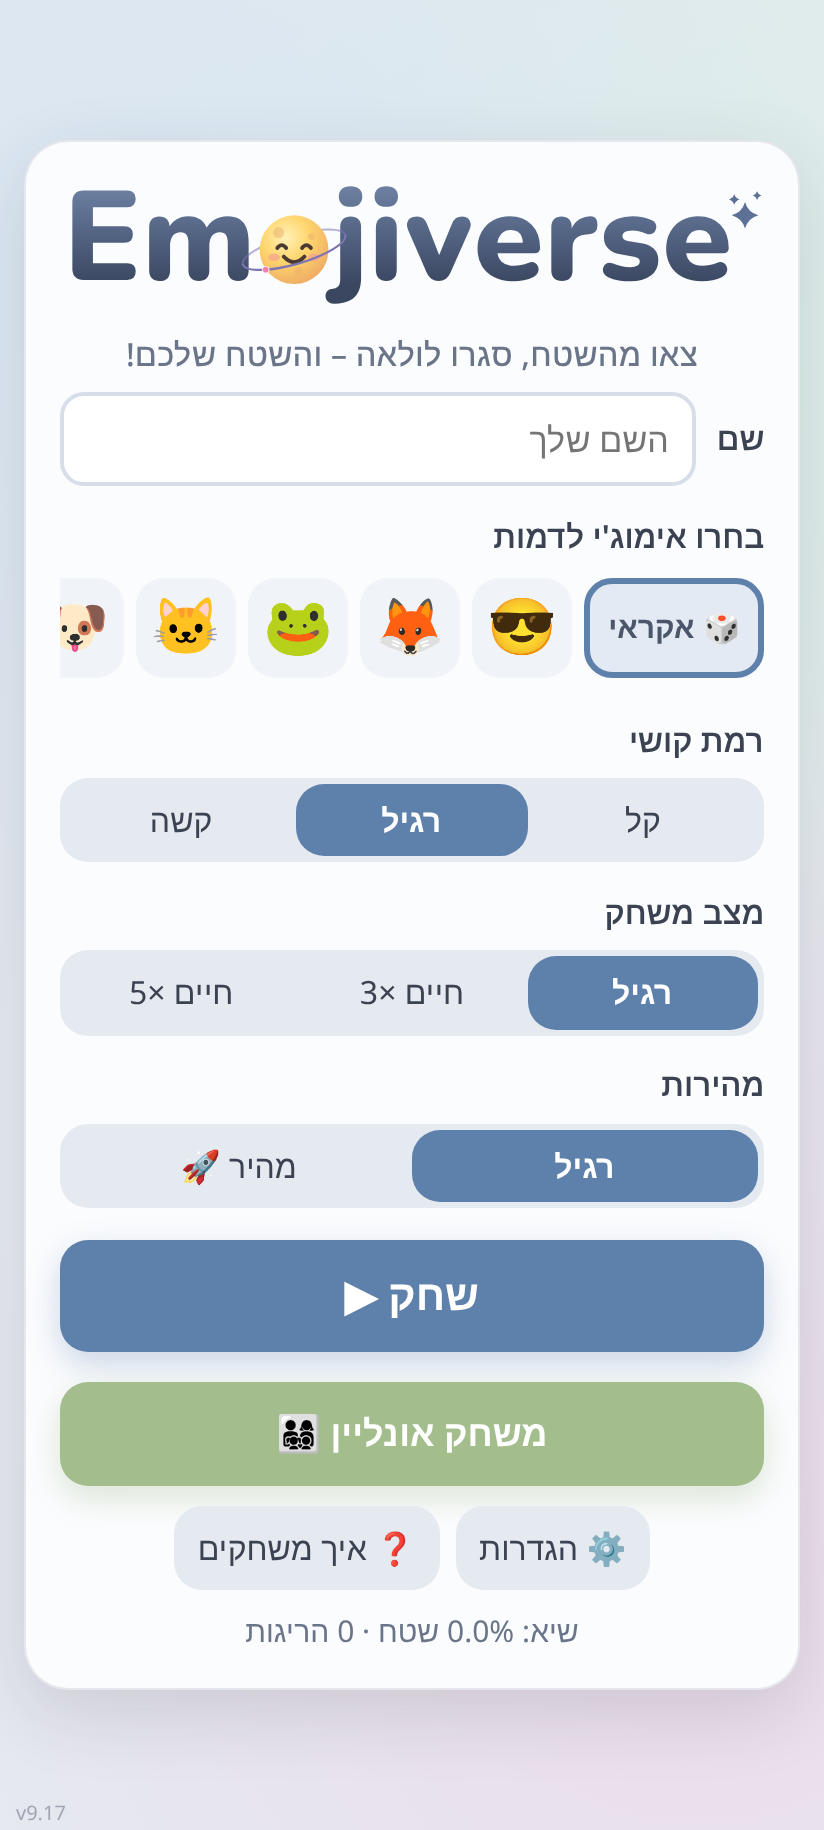 Emojiverse
צאו מהשטח, סגרו לולאה – והשטח שלכם!
שם
השם שלך
בחרו אימוג'י לדמות
🎲 אקראי
רמת קושי
קל
רגיל
קשה
מצב משחק
רגיל
חיים ×3
חיים ×5
מהירות
רגיל
מהיר 🚀
שחק ▶
משחק אונליין 👨‍👩‍👧‍👦
⚙️ הגדרות
❓ איך משחקים
שיא: 0.0% שטח · 0 הריגות
v9.17